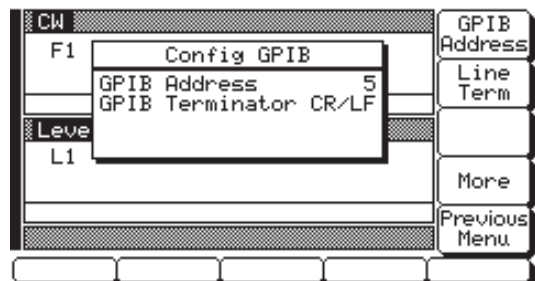 CW
F1
Config GPIB
GPIB Address 5
GPIB Terminator CR/LF
Leve
L1
GPIB
Address
Line
Term
More
Previous
Menu